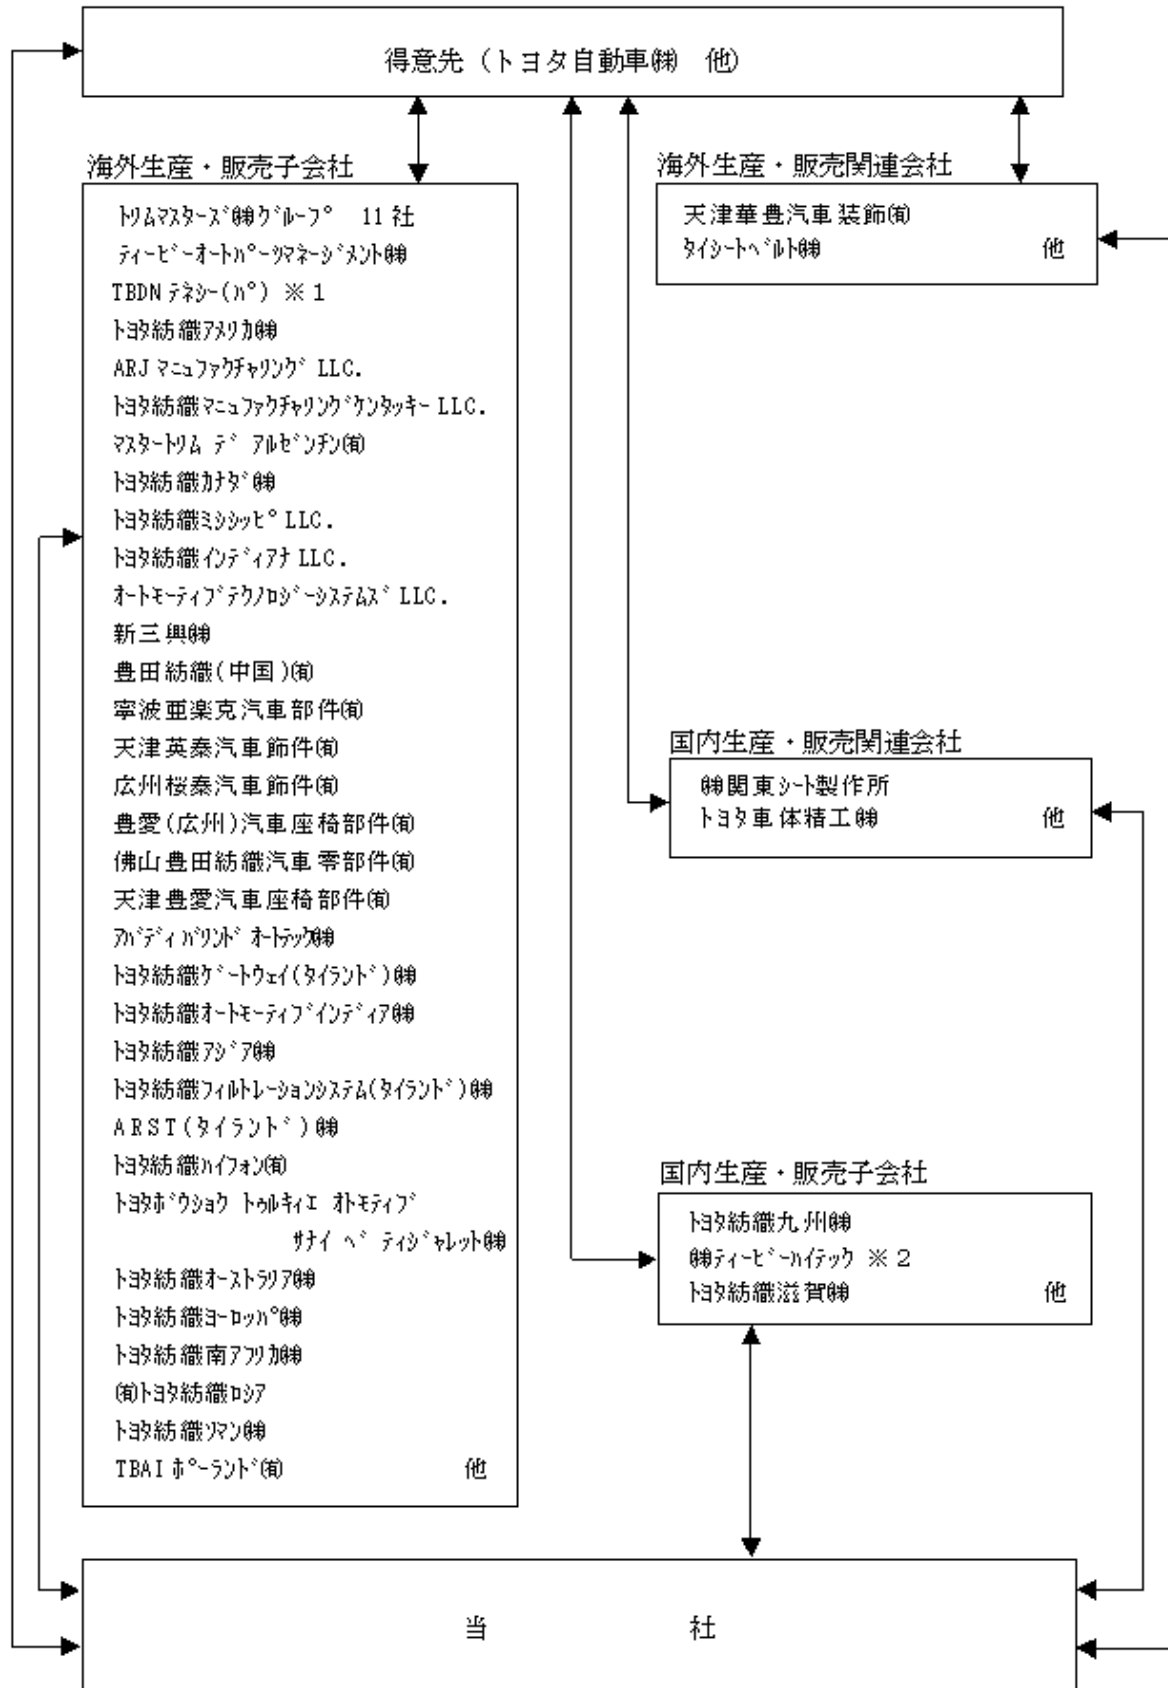 得意先（トヨタ自動車㈱　他）
海外生産・販売子会社
ﾄﾘﾑﾏｽﾀｰｽﾞ㈱ｸﾞﾙｰﾌﾟ　11社
ﾃｨｰﾋﾞｰｵｰﾄﾊﾟｰﾂﾏﾈｰｼﾞﾒﾝﾄ㈱
TBDNﾃﾈｼｰ(ﾊﾟ) ※1
ﾄﾖﾀ紡織ｱﾒﾘｶ㈱
ARJﾏﾆｭﾌｧｸﾁｬﾘﾝｸﾞLLC.
ﾄﾖﾀ紡織ﾏﾆｭﾌｧｸﾁｬﾘﾝｸﾞｹﾝﾀｯｷｰLLC.
ﾏｽﾀｰﾄﾘﾑ ﾃﾞ ｱﾙｾﾞﾝﾁﾝ㈲
ﾄﾖﾀ紡織ｶﾅﾀﾞ㈱
ﾄﾖﾀ紡織ﾐｼｼｯﾋﾟLLC.
ﾄﾖﾀ紡織ｲﾝﾃﾞｨｱﾅLLC.
ｵｰﾄﾓｰﾃｨﾌﾞﾃｸﾉﾛｼﾞｰｼｽﾃﾑｽﾞLLC.
新三興㈱
豊田紡織(中国)㈲
寧波亜楽克汽車部件㈲
天津英泰汽車飾件㈲
広州桜泰汽車飾件㈲
豊愛(広州)汽車座椅部件㈲
佛山豊田紡織汽車零部件㈲
天津豊愛汽車座椅部件㈲
ｱﾊﾞﾃﾞｨ ﾊﾞﾘﾝﾄﾞ ｵｰﾄﾃｯｸ㈱
ﾄﾖﾀ紡織ｹﾞｰﾄｳｪｲ(ﾀｲﾗﾝﾄﾞ)㈱
ﾄﾖﾀ紡織ｵｰﾄﾓｰﾃｨﾌﾞｲﾝﾃﾞｨｱ㈱
ﾄﾖﾀ紡織ｱｼﾞｱ㈱
ﾄﾖﾀ紡織ﾌｨﾙﾄﾚｰｼｮﾝｼｽﾃﾑ(ﾀｲﾗﾝﾄﾞ)㈱
ARST(ﾀｲﾗﾝﾄﾞ)㈱
ﾄﾖﾀ紡織ﾊｲﾌｫﾝ㈲
ﾄﾖﾀﾎﾞｳｼｮｸ ﾄｩﾙｷｨｴ ｵﾄﾓﾃｨﾌﾞ
ｻﾅｲ ﾍﾞ ﾃｨｼﾞｬﾚｯﾄ㈱
ﾄﾖﾀ紡織ｵｰｽﾄﾗﾘｱ㈱
ﾄﾖﾀ紡織ﾖｰﾛｯﾊﾟ㈱
ﾄﾖﾀ紡織南ｱﾌﾘｶ㈱
㈲ﾄﾖﾀ紡織ﾛｼｱ
ﾄﾖﾀ紡織ｿﾏﾝ㈱
TBAIﾎﾟｰﾗﾝﾄﾞ㈲　他
海外生産・販売関連会社
天津華豊汽車装飾㈲
ﾀｲｼｰﾄﾍﾞﾙﾄ㈱　他
国内生産・販売関連会社
㈱関東ｼｰﾄ製作所
トヨタ車体精工㈱　他
国内生産・販売子会社
ﾄﾖﾀ紡織九州㈱
㈱ﾃｨｰﾋﾞｰﾊｲﾃｯｸ ※2
ﾄﾖﾀ紡織滋賀㈱　他
当　社